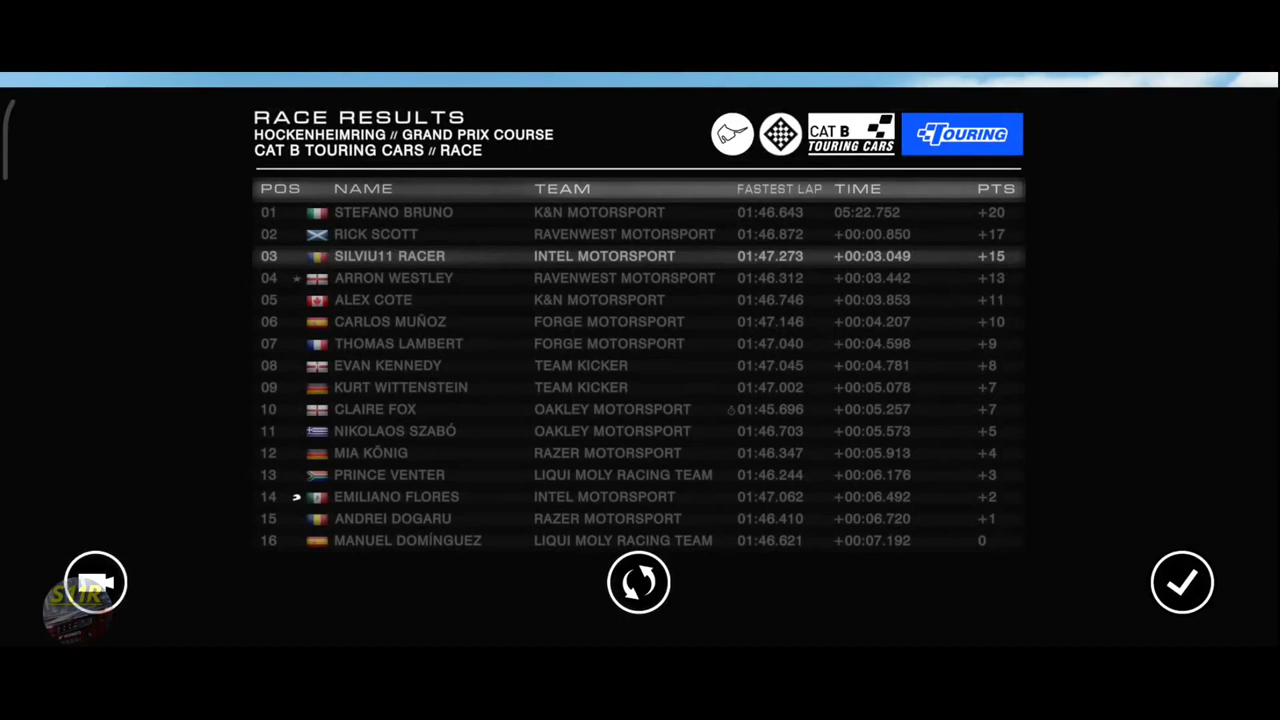 RACE RESULTS
HOCKENHEIMRING // GRAND PRIX COURSE
CAT B TOURING CARS // RACE
CAT B
TOURING CARS
TOURING
POS NAME TEAM FASTEST LAP TIME PTS
01 STEFANO BRUNO K&N MOTORSPORT 01:46.643 05:22.752 +20
02 RICK SCOTT RAVENWEST MOTORSPORT 01:46.872 +00:00.850 +17
03 SILVIU11 RACER INTEL MOTORSPORT 01:47.273 +00:03.049 +15
04 ARRON WESTLEY RAVENWEST MOTORSPORT 01:46.312 +00:03.442 +13
05 ALEX COTE K&N MOTORSPORT 01:46.746 +00:03.853 +11
06 CARLOS MUÑOZ FORGE MOTORSPORT 01:47.146 +00:04.207 +10
07 THOMAS LAMBERT FORGE MOTORSPORT 01:47.040 +00:04.598 +9
08 EVAN KENNEDY TEAM KICKER 01:47.045 +00:04.781 +8
09 KURT WITTENSTEIN TEAM KICKER 01:47.002 +00:05.078 +7
10 CLAIRE FOX OAKLEY MOTORSPORT 01:45.696 +00:05.257 +7
11 NIKOLAOS SZABÓ OAKLEY MOTORSPORT 01:46.703 +00:05.573 +5
12 MIA KÖNIG RAZER MOTORSPORT 01:46.347 +00:05.913 +4
13 PRINCE VENTER LIQUI MOLY RACING TEAM 01:46.244 +00:06.176 +3
14 EMILIANO FLORES INTEL MOTORSPORT 01:47.062 +00:06.492 +2
15 ANDREI DOGARU RAZER MOTORSPORT 01:46.410 +00:06.720 +1
16 MANUEL DOMÍNGUEZ LIQUI MOLY RACING TEAM 01:46.621 +00:07.192 0
S11R